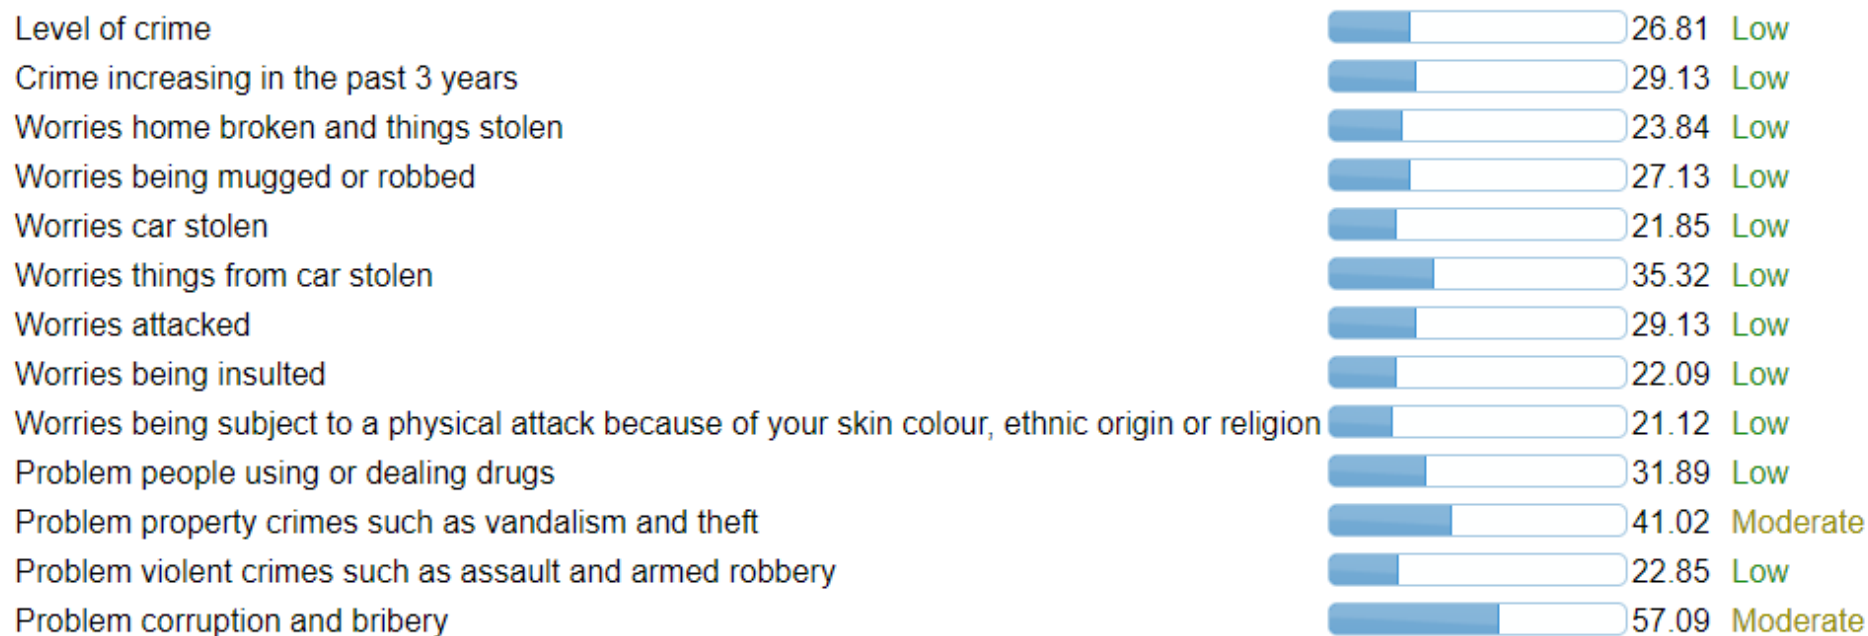 Level of crime 26.81 Low
Crime increasing in the past 3 years 29.13 Low
Worries home broken and things stolen 23.84 Low
Worries being mugged or robbed 27.13 Low
Worries car stolen 21.85 Low
Worries things from car stolen 35.32 Low
Worries attacked 29.13 Low
Worries being insulted 22.09 Low
Worries being subject to a physical attack because of your skin colour, ethnic origin or religion 21.12 Low
Problem people using or dealing drugs 31.89 Low
Problem property crimes such as vandalism and theft 41.02 Moderate
Problem violent crimes such as assault and armed robbery 22.85 Low
Problem corruption and bribery 57.09 Moderate